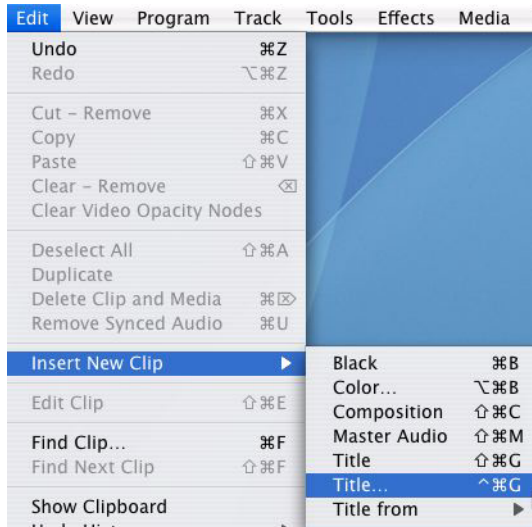 Edit View Program Track Tools Effects Media
Undo ⌘Z
Redo ⌥⌘Z
Cut – Remove ⌘X
Copy ⌘C
Paste ⇧⌘V
Clear – Remove ⌫
Clear Video Opacity Nodes
Deselect All ⇧⌘A
Duplicate
Delete Clip and Media ⌘⌦
Remove Synced Audio ⌘U
Insert New Clip ▶
Edit Clip ⇧⌘E
Find Clip... ⌘F
Find Next Clip ⇧⌘F
Show Clipboard
Black ⌘B
Color... ⌥⌘B
Composition ⇧⌘C
Master Audio ⇧⌘M
Title ⇧⌘G
Title... ^⌘G
Title from ▶